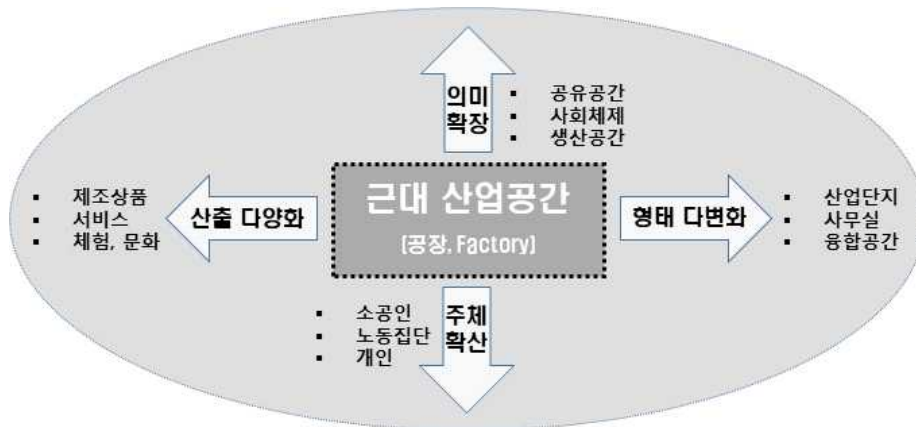 의미
확장
▪ 공유공간
▪ 사회체제
▪ 생산공간
▪ 제조상품
▪ 서비스
▪ 체험, 문화
산출 다양화
근대 산업공간
(공장, Factory)
형태 다변화
▪ 산업단지
▪ 사무실
▪ 융합공간
▪ 소공인
▪ 노동집단
▪ 개인
주체
확산